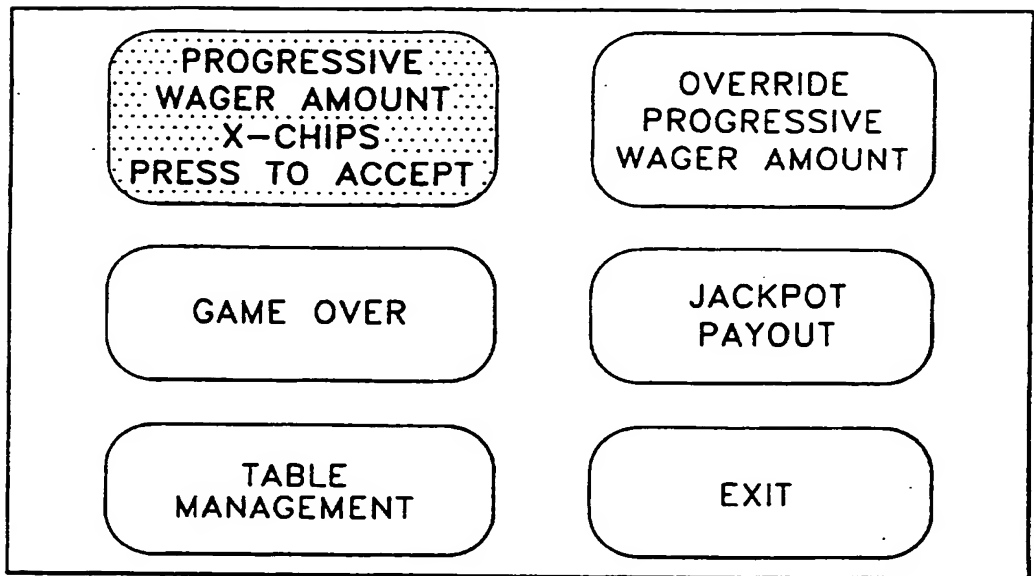 PROGRESSIVE
WAGER AMOUNT
X-CHIPS
PRESS TO ACCEPT
OVERRIDE
PROGRESSIVE
WAGER AMOUNT
GAME OVER
JACKPOT
PAYOUT
TABLE
MANAGEMENT
EXIT